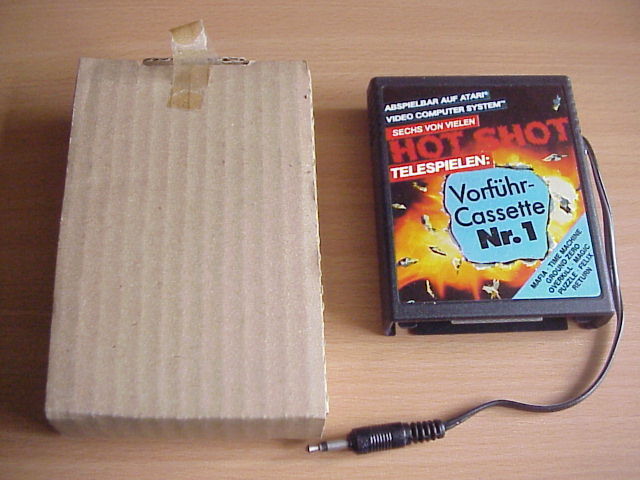 ABSPIELBAR AUF ATARI®
VIDEO COMPUTER SYSTEM™
SECHS VON VIELEN
HOT SHOT
TELESPIELEN:
Vorführ-
Cassette
Nr. 1
MAFIA · TIME MACHINE
GROUND ZERO
OVERKILL · MAGIC
PUZZLE · FELIX
RETURN